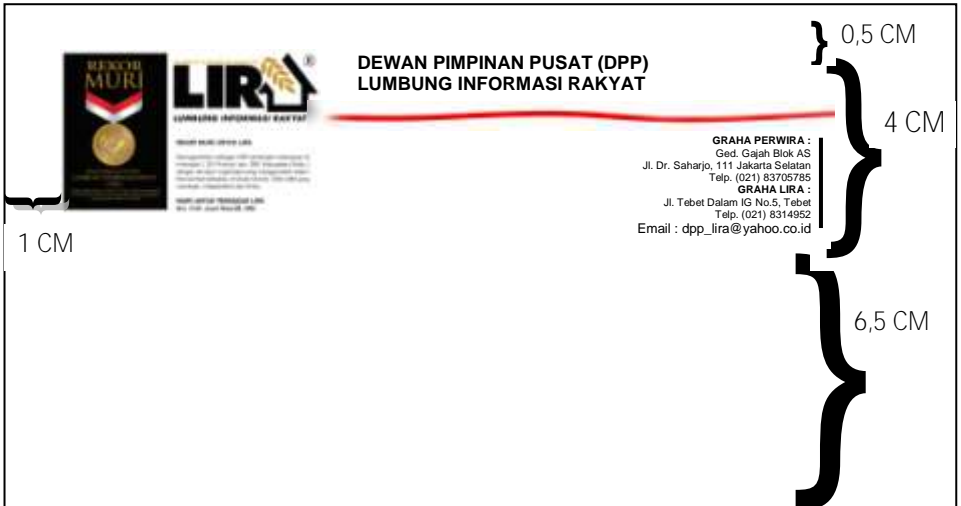 0,5 CM
REKOR
MURI
LIRA
®
LUMBUNG INFORMASI RAKYAT
DEWAN PIMPINAN PUSAT (DPP)
LUMBUNG INFORMASI RAKYAT
4 CM
GRAHA PERWIRA :
Ged. Gajah Blok AS
Jl. Dr. Saharjo, 111 Jakarta Selatan
Telp. (021) 83705785
GRAHA LIRA :
Jl. Tebet Dalam IG No.5, Tebet
Telp. (021) 8314952
Email : dpp_lira@yahoo.co.id
1 CM
6,5 CM